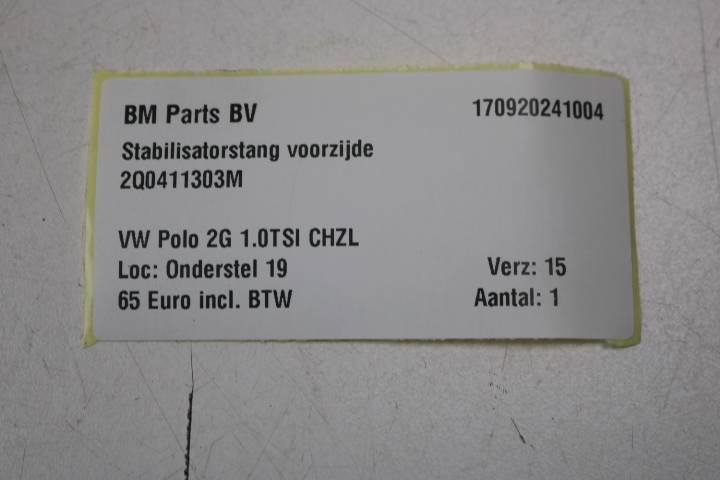 BM Parts BV 170920241004
Stabilisatorstang voorzijde
2Q0411303M
VW Polo 2G 1.0TSI CHZL
Loc: Onderstel 19 Verz: 15
65 Euro incl. BTW Aantal: 1